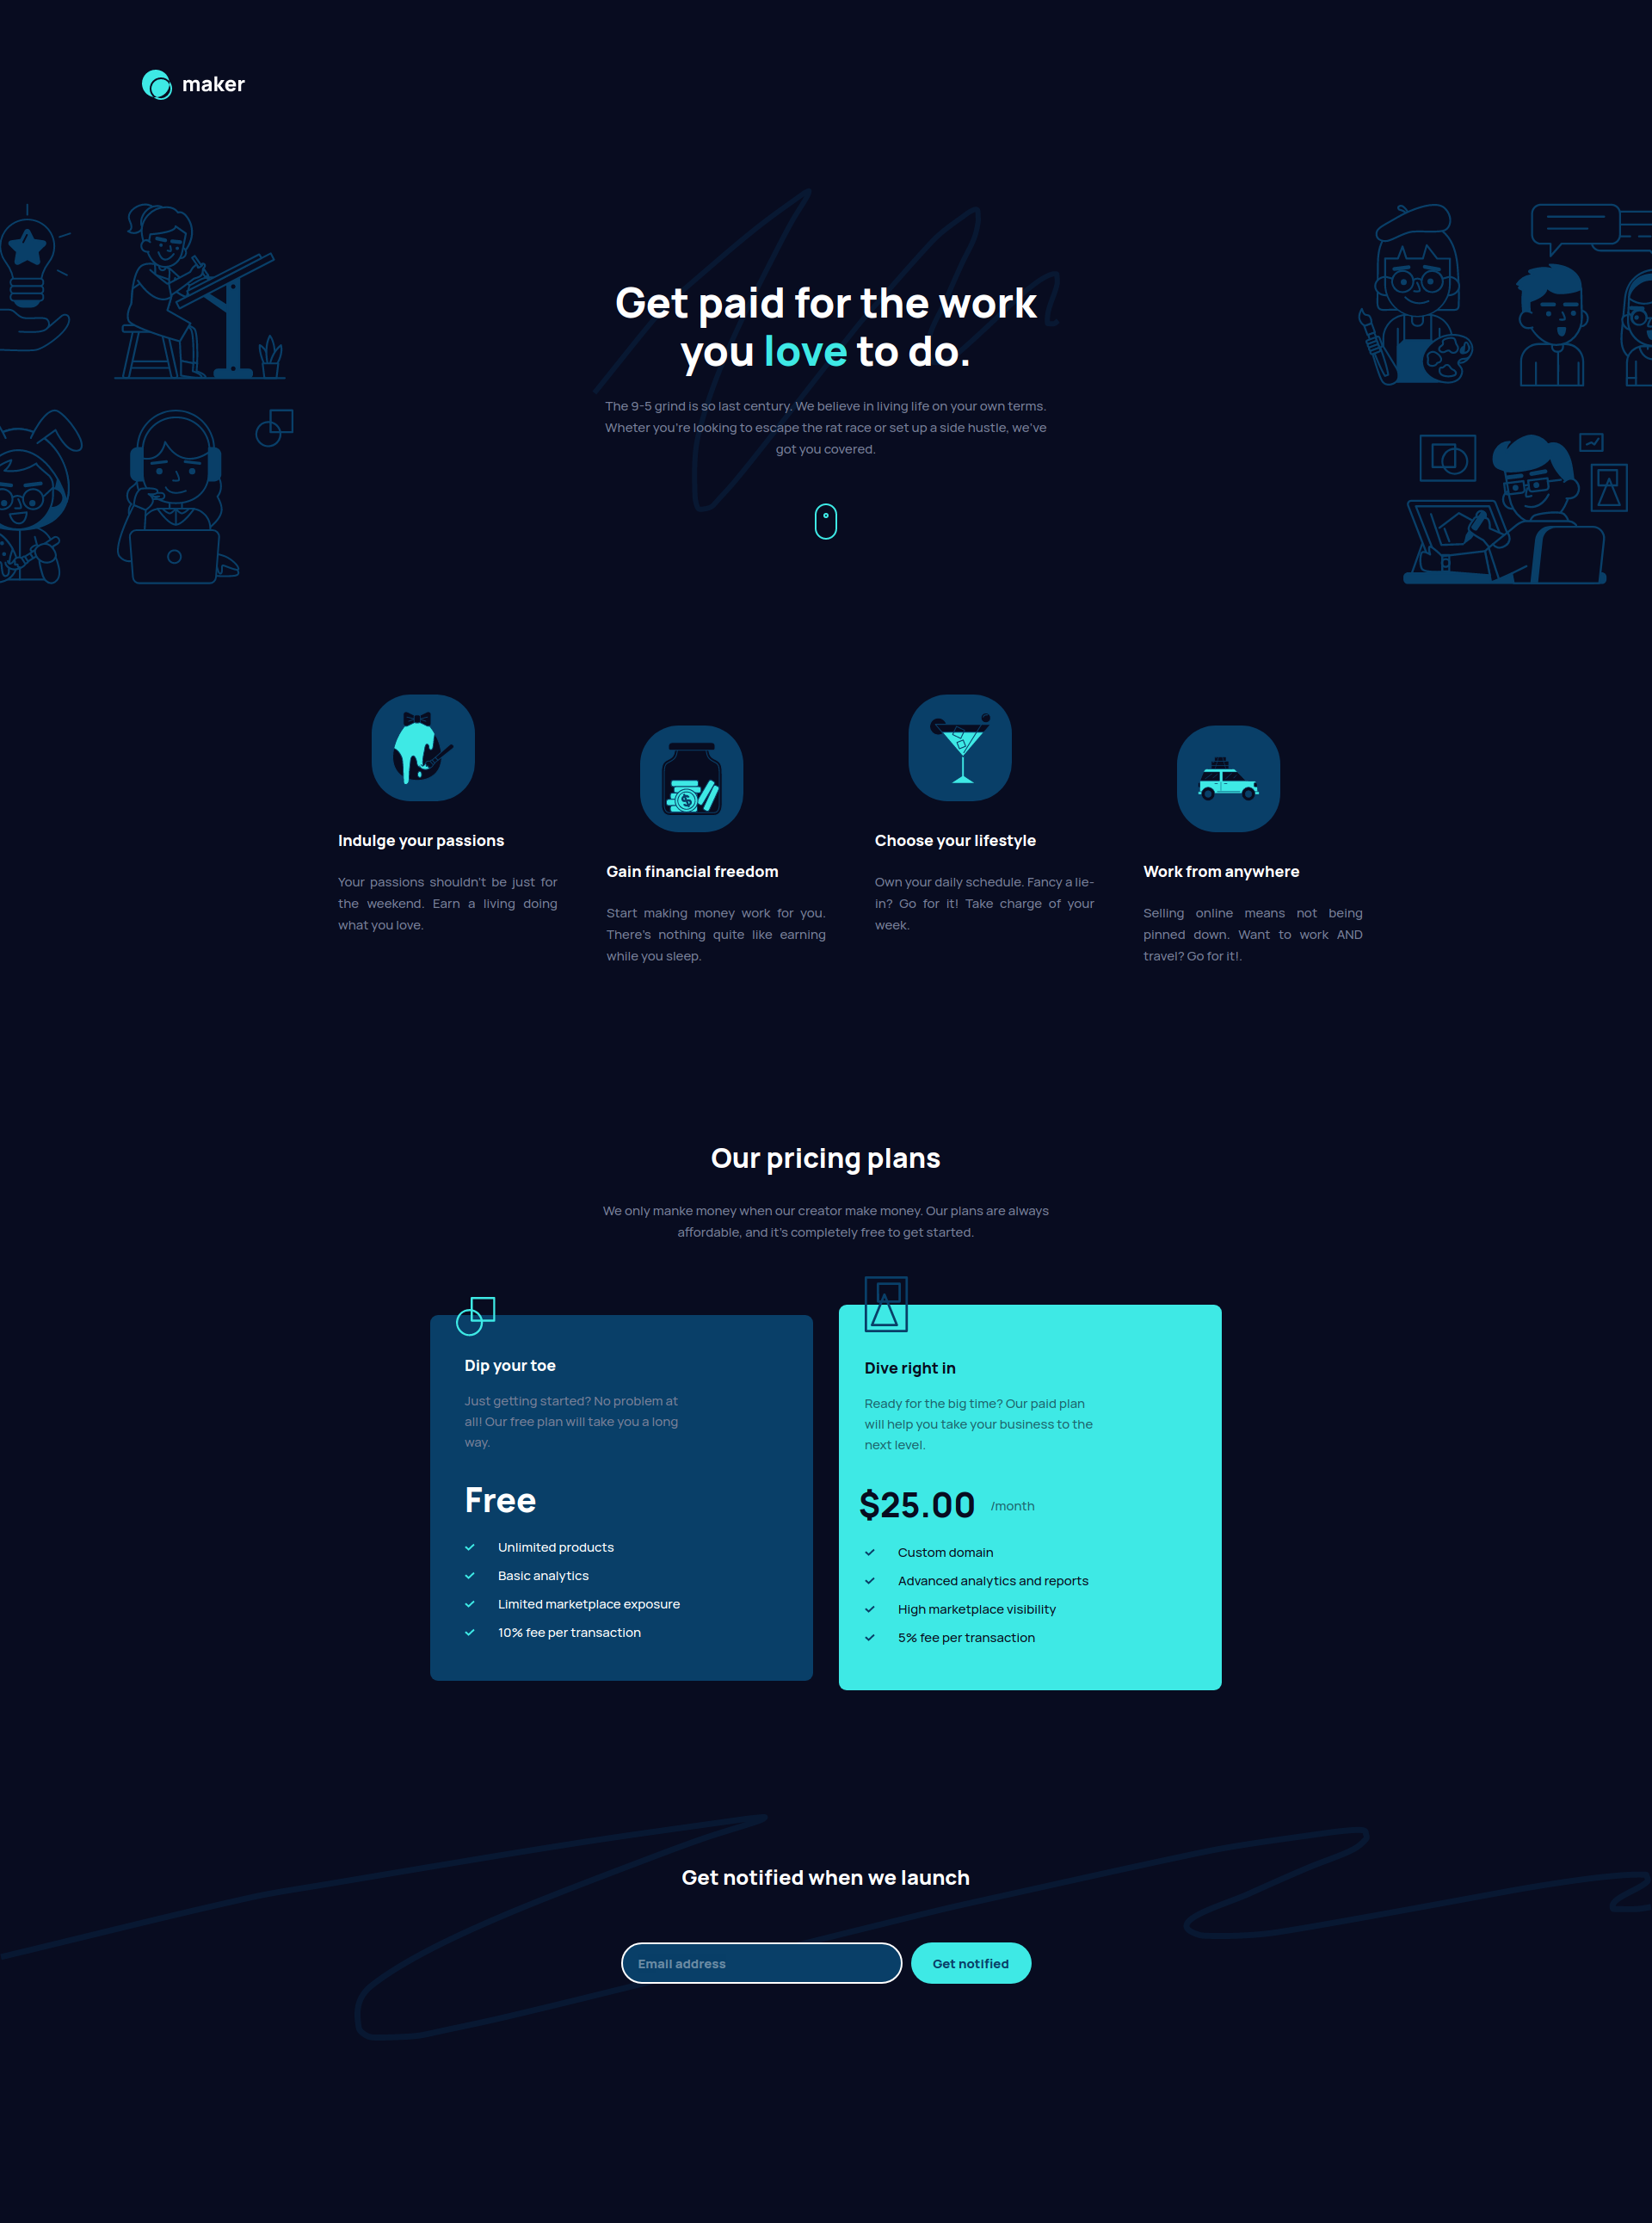 maker
Get paid for the work
you love to do.
The 9-5 grind is so last century. We believe in living life on your own terms.
Wheter you're looking to escape the rat race or set up a side hustle, we've
got you covered.
Indulge your passions
Your passions shouldn't be just for
the weekend. Earn a living doing
what you love.
Gain financial freedom
Start making money work for you.
There's nothing quite like earning
while you sleep.
Choose your lifestyle
Own your daily schedule. Fancy a lie-
in? Go for it! Take charge of your
week.
Work from anywhere
Selling online means not being
pinned down. Want to work AND
travel? Go for it!.
Our pricing plans
We only manke money when our creator make money. Our plans are always
affordable, and it's completely free to get started.
Dip your toe
Just getting started? No problem at
all! Our free plan will take you a long
way.
Free
Unlimited products
Basic analytics
Limited marketplace exposure
10% fee per transaction
Dive right in
Ready for the big time? Our paid plan
will help you take your business to the
next level.
$25.00 /month
Custom domain
Advanced analytics and reports
High marketplace visibility
5% fee per transaction
Get notified when we launch
Email address
Get notified